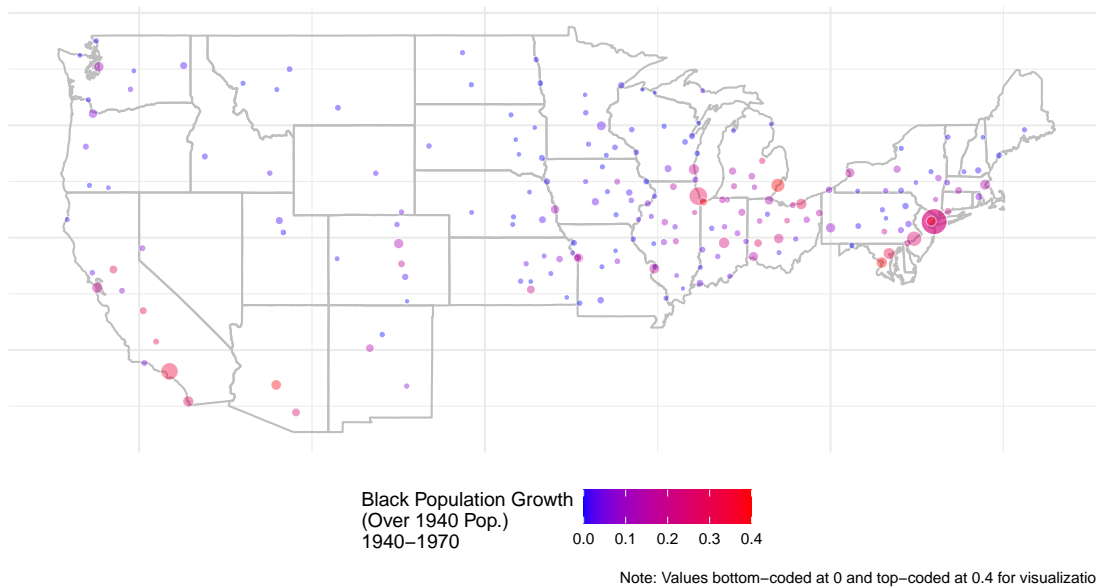 Black Population Growth
(Over 1940 Pop.)
1940−1970
0.0 0.1 0.2 0.3 0.4
Note: Values bottom−coded at 0 and top−coded at 0.4 for visualizatio